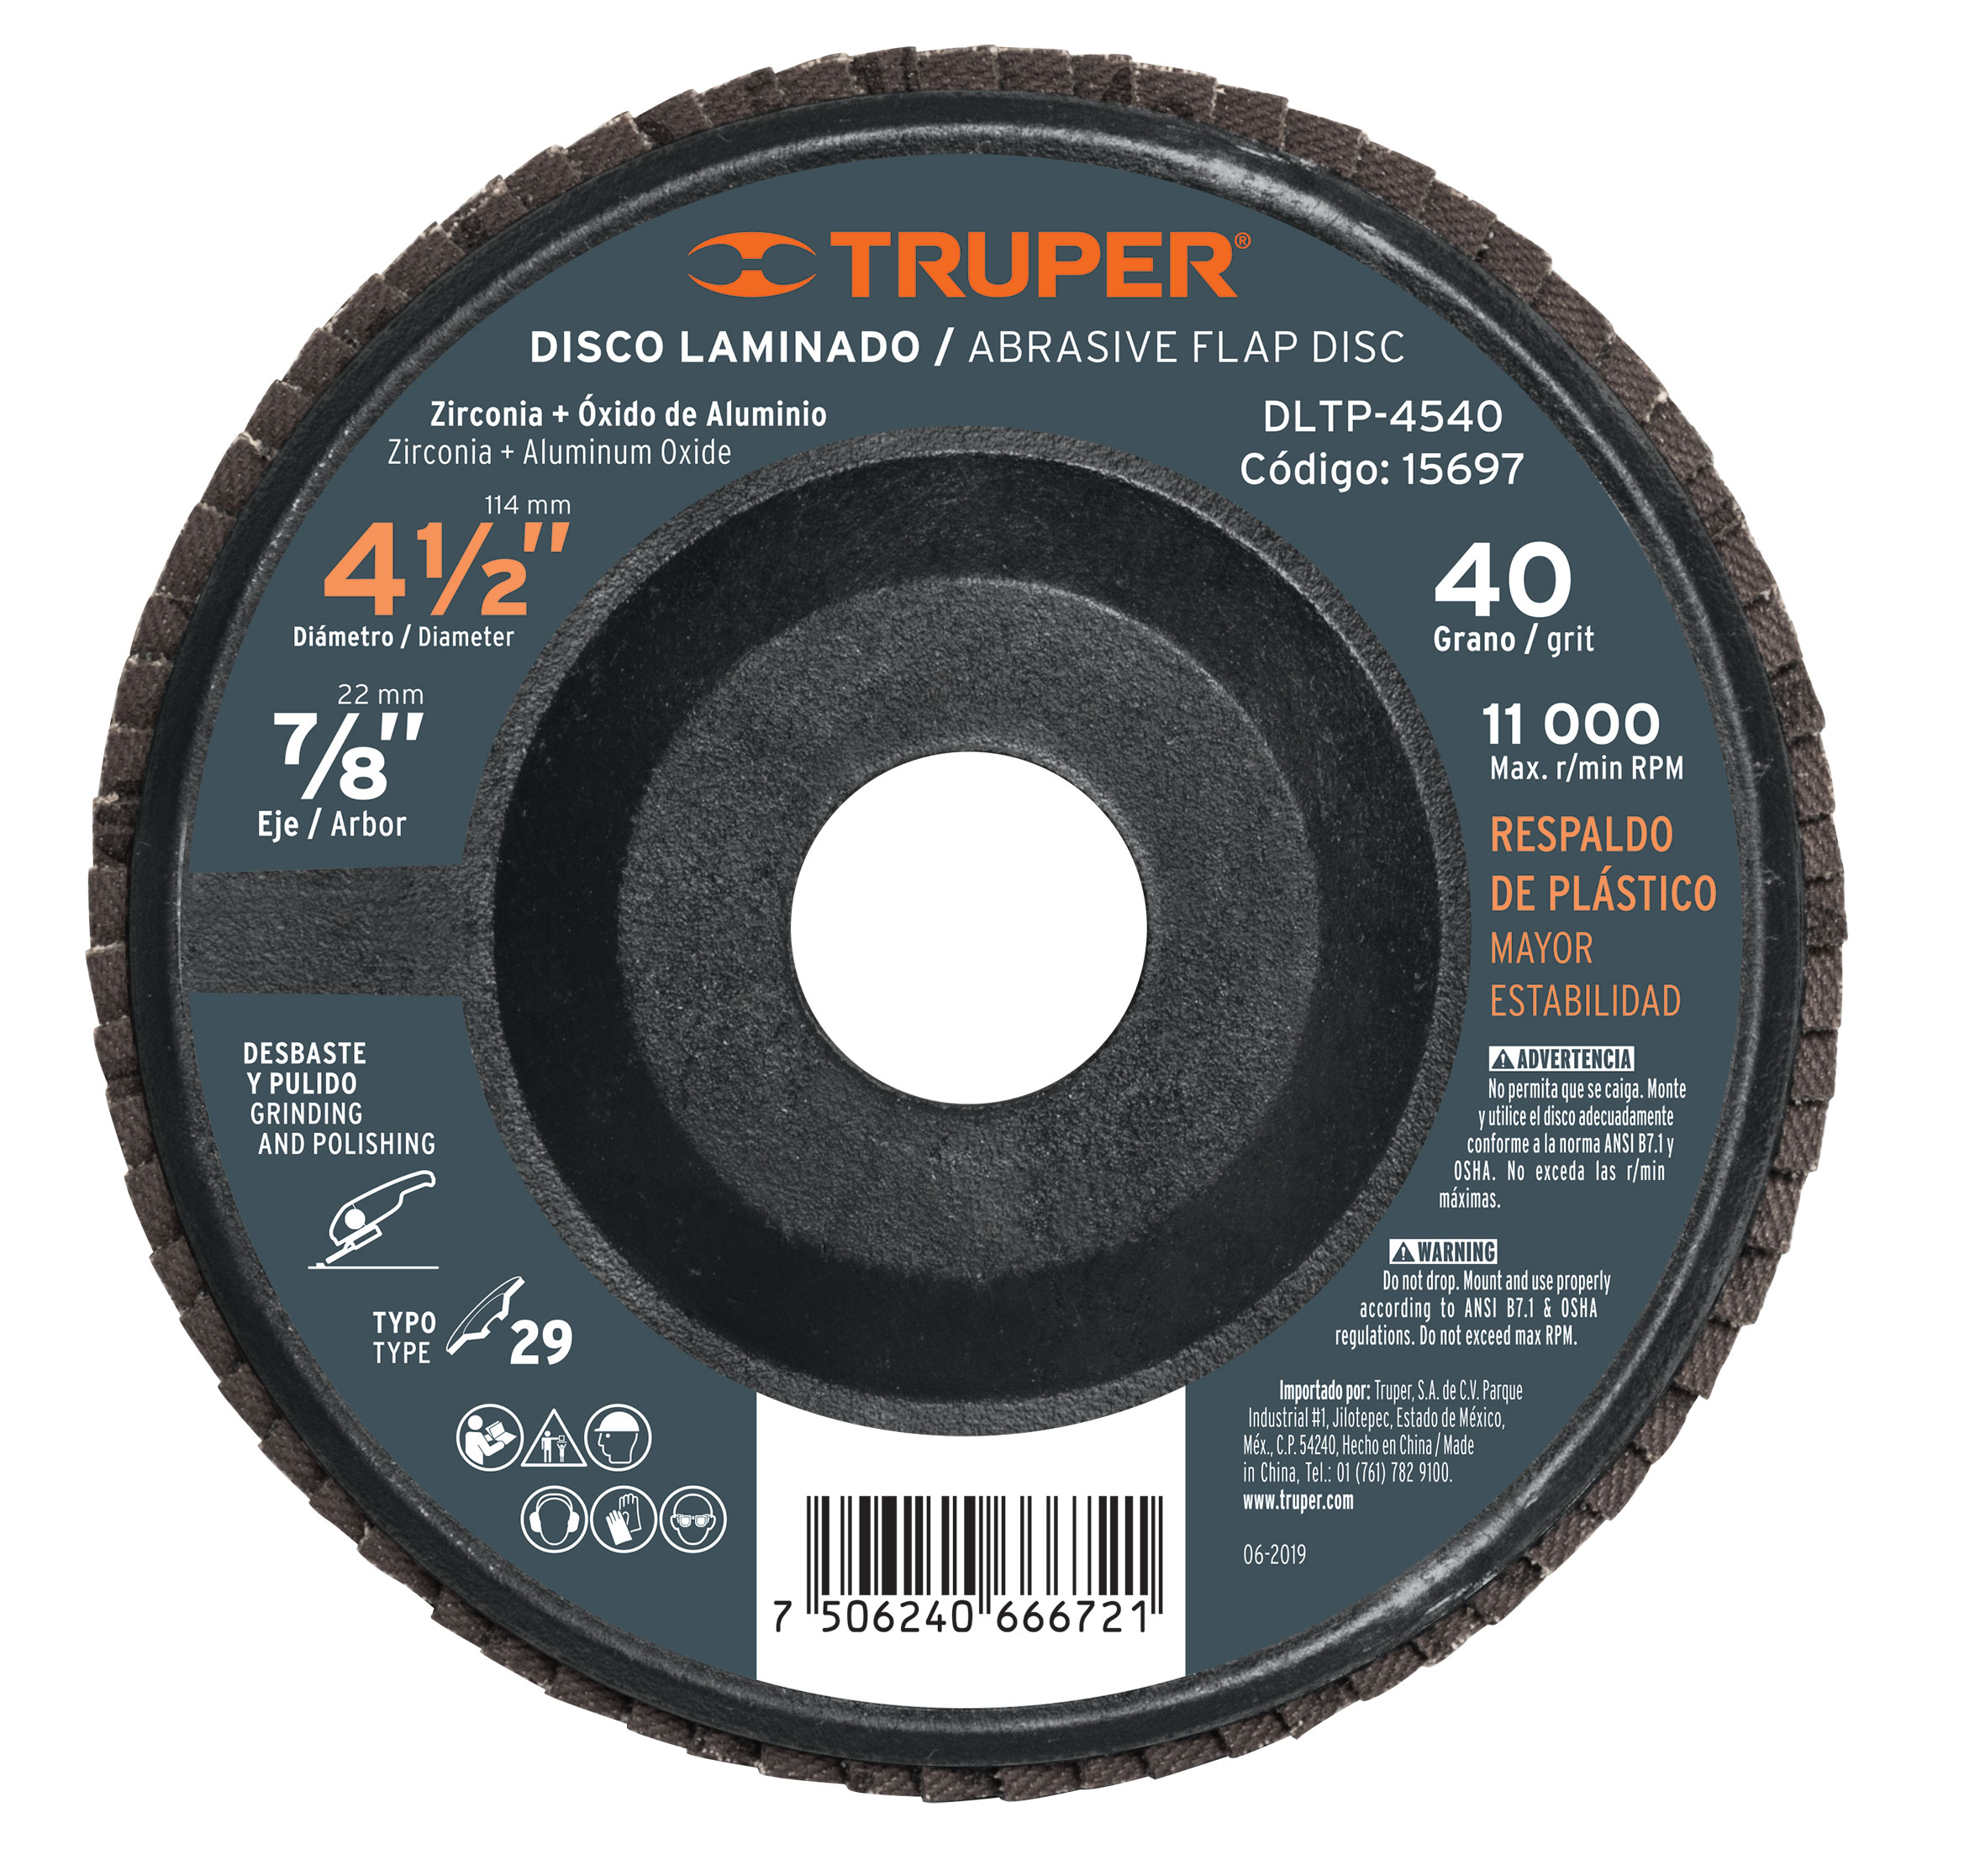 TRUPER®
DISCO LAMINADO / ABRASIVE FLAP DISC
Zirconia + Óxido de Aluminio
Zirconia + Aluminum Oxide
DLTP-4540
Código: 15697
114 mm
4½"
Diámetro / Diameter
22 mm
⅞"
Eje / Arbor
40
Grano / grit
11 000
Max. r/min RPM
RESPALDO
DE PLÁSTICO
MAYOR
ESTABILIDAD
DESBASTE
Y PULIDO
GRINDING
AND POLISHING
TYPO
TYPE
29
ADVERTENCIA
No permita que se caiga. Monte
y utilice el disco adecuadamente
conforme a la norma ANSI B7.1 y
OSHA. No exceda las r/min
máximas.
WARNING
Do not drop. Mount and use properly
according to ANSI B7.1 & OSHA
regulations. Do not exceed max RPM.
Importado por: Truper, S.A. de C.V. Parque
Industrial #1, Jilotepec, Estado de México,
Méx., C.P. 54240, Hecho en China / Made
in China, Tel.: 01 (761) 782 9100.
www.truper.com
06-2019
7 506240 666721